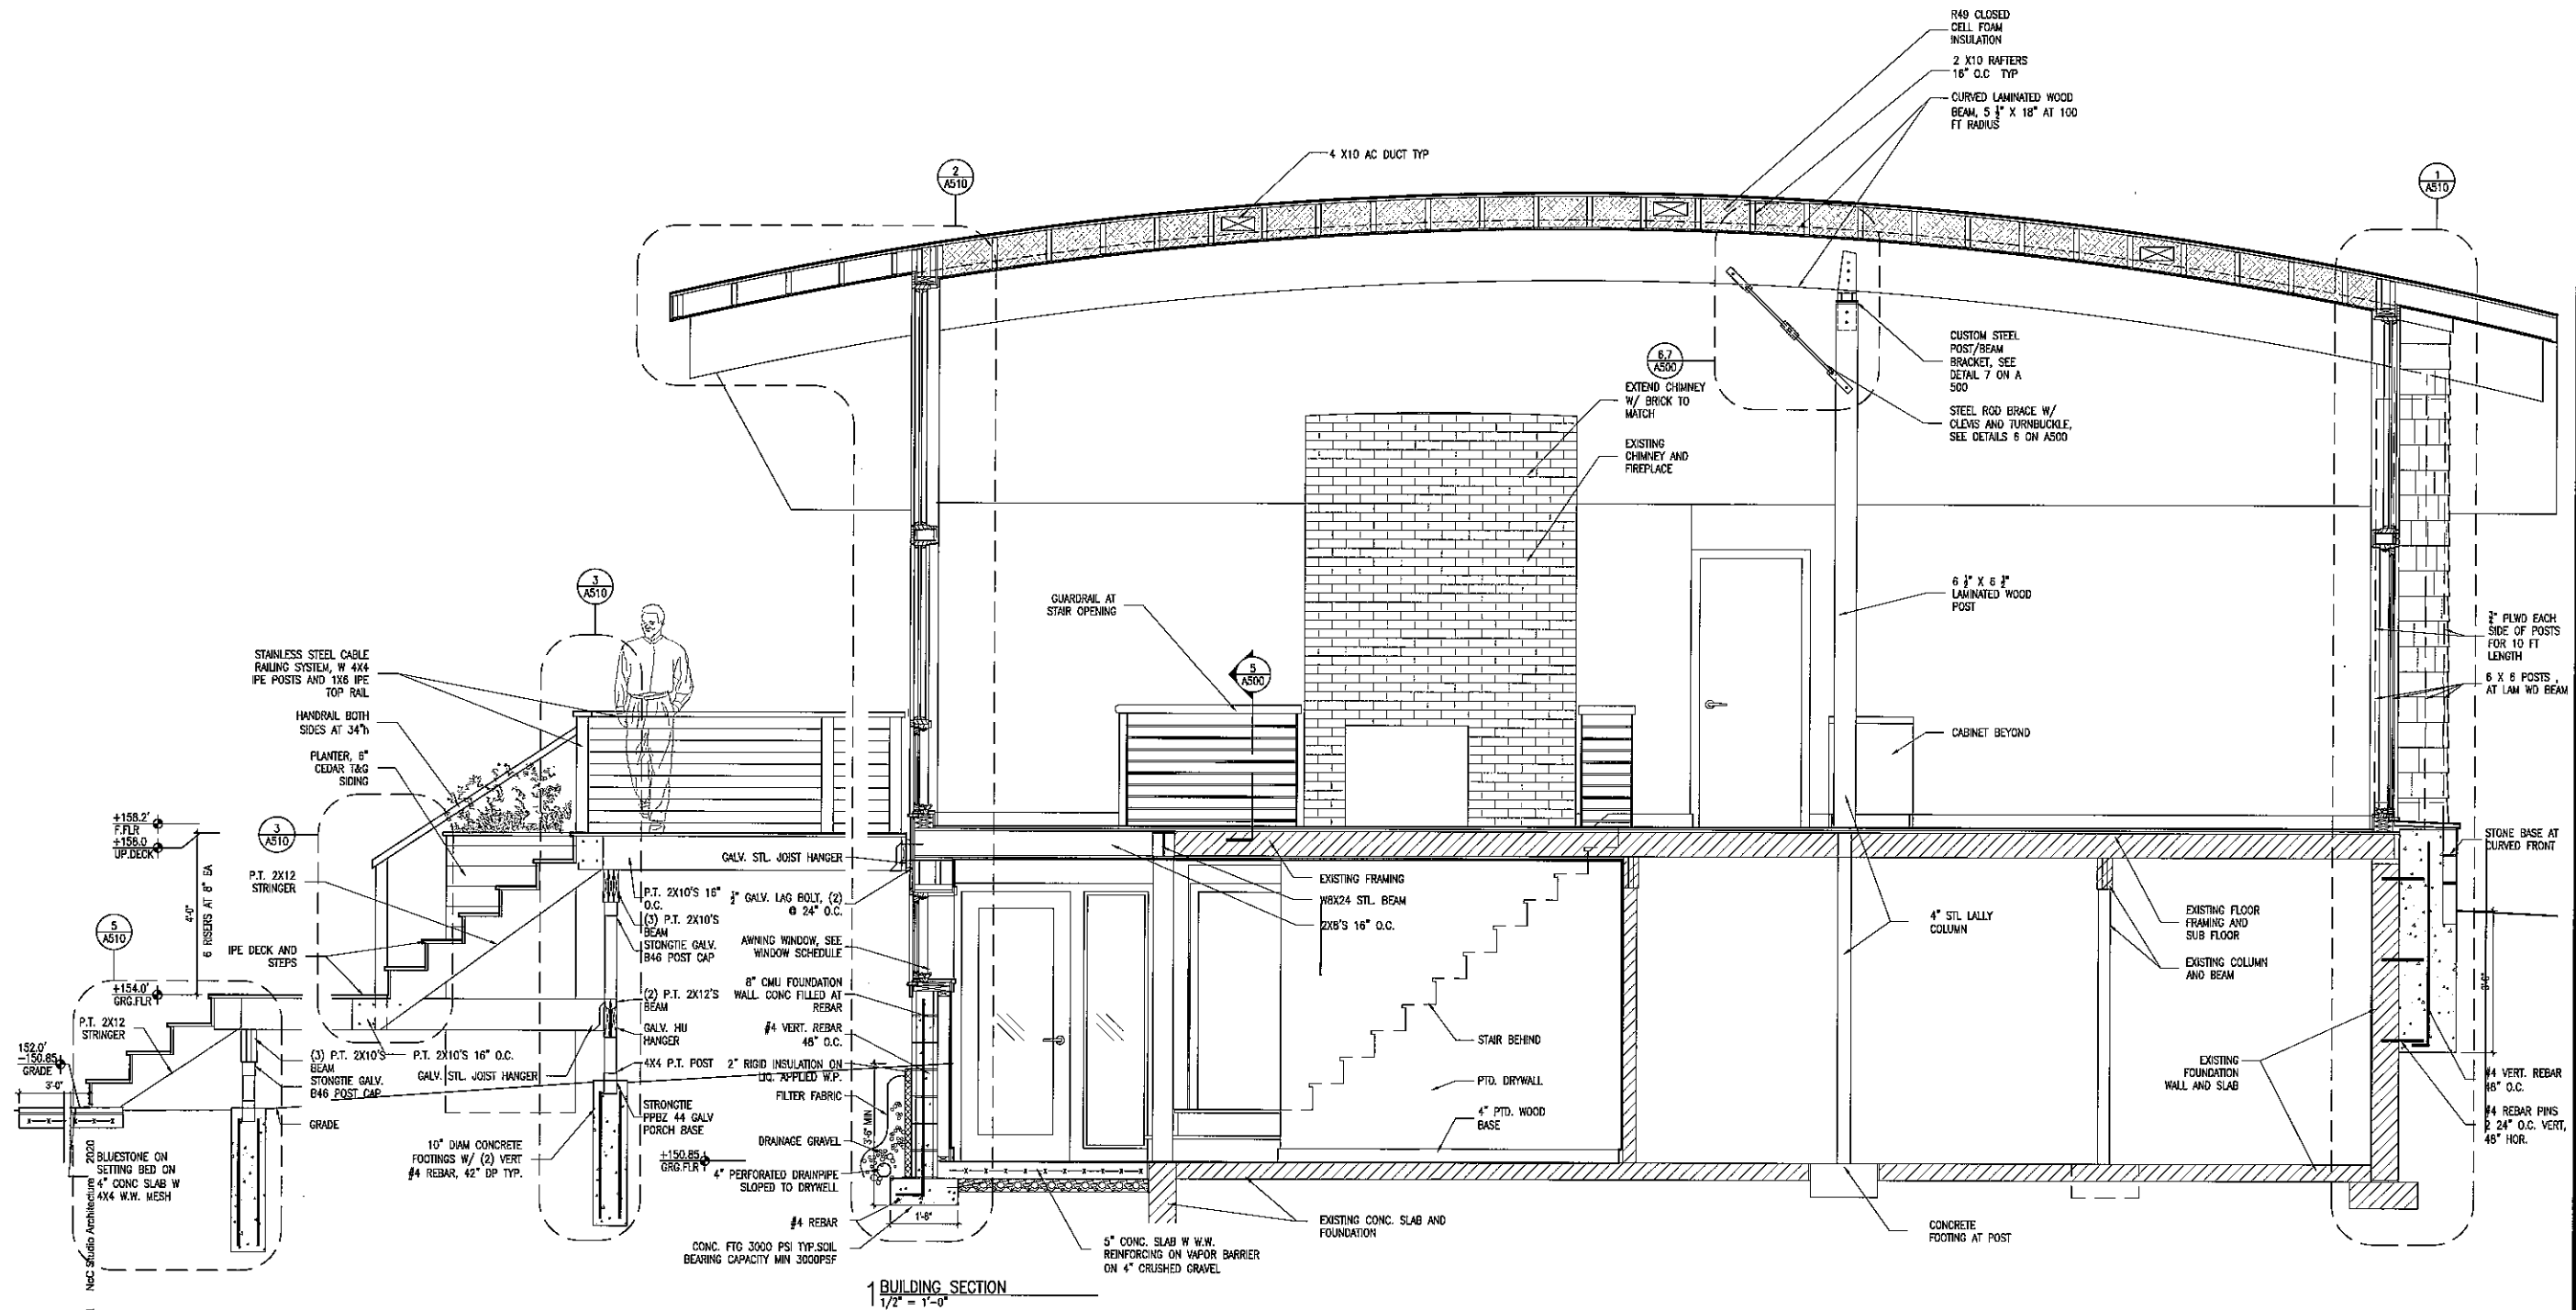 R49 CLOSED
CELL FOAM
INSULATION
2 X10 RAFTERS
16" O.C TYP
CURVED LAMINATED WOOD
BEAM, 5 ½" X 18" AT 100
FT RADIUS
4 X10 AC DUCT TYP
2
A510
1
A510
CUSTOM STEEL
POST/BEAM
BRACKET, SEE
DETAIL 7 ON A
500
6,7
A500
EXTEND CHIMNEY
W/ BRICK TO
MATCH
STEEL ROD BRACE W/
CLEVIS AND TURNBUCKLE,
SEE DETAILS 6 ON A500
EXISTING
CHIMNEY AND
FIREPLACE
3
A510
GUARDRAIL AT
STAIR OPENING
6 ½" X 6 ½"
LAMINATED WOOD
POST
¾" PLWD EACH
SIDE OF POSTS
FOR 10 FT
LENGTH
STAINLESS STEEL CABLE
RAILING SYSTEM, W 4X4
IPE POSTS AND 1X6 IPE
TOP RAIL
5
A500
6 X 6 POSTS ,
AT LAM WD BEAM
HANDRAIL BOTH
SIDES AT 34"h
CABINET BEYOND
PLANTER, 6"
CEDAR T&G
SIDING
+158.2'
F.FLR
+158.0
UP.DECK
3
A510
STONE BASE AT
CURVED FRONT
GALV. STL. JOIST HANGER
P.T. 2X12
STRINGER
EXISTING FRAMING
P.T. 2X10'S 16"
O.C.
½" GALV. LAG BOLT, (2)
@ 24" O.C.
W8X24 STL. BEAM
4'-0"
6 RISERS AT 8" EA
(3) P.T. 2X10'S
BEAM
2X8'S 16" O.C.
4" STL LALLY
COLUMN
EXISTING FLOOR
FRAMING AND
SUB FLOOR
5
A510
IPE DECK AND
STEPS
STONGTIE GALV.
B46 POST CAP
AWNING WINDOW, SEE
WINDOW SCHEDULE
EXISTING COLUMN
AND BEAM
+154.0'
GRG.FLR
(2) P.T. 2X12'S
BEAM
8" CMU FOUNDATION
WALL. CONC FILLED AT
REBAR
P.T. 2X12
STRINGER
GALV. HU
HANGER
#4 VERT. REBAR
48" O.C.
STAIR BEHIND
152.0'
-150.85
GRADE
3'-0"
(3) P.T. 2X10'S
BEAM
P.T. 2X10'S 16" O.C.
4X4 P.T. POST
2" RIGID INSULATION ON
LIQ. APPLIED W.P.
EXISTING
FOUNDATION
WALL AND SLAB
STONGTIE GALV.
B46 POST CAP
GALV. STL. JOIST HANGER
PTD. DRYWALL
#4 VERT. REBAR
48" O.C.
FILTER FABRIC
3'-6" MIN
STRONGTIE
PPBZ 44 GALV
PORCH BASE
GRADE
4" PTD. WOOD
BASE
#4 REBAR PINS
2 24" O.C. VERT,
48" HOR.
DRAINAGE GRAVEL
10" DIAM CONCRETE
FOOTINGS W/ (2) VERT
#4 REBAR, 42" DP TYP.
+150.85
GRG.FLR
4" PERFORATED DRAINPIPE
SLOPED TO DRYWELL
BLUESTONE ON
SETTING BED ON
4" CONC SLAB W
4X4 W.W. MESH
NoC Studio Architecture 2020
#4 REBAR
1'-8"
EXISTING CONC. SLAB AND
FOUNDATION
CONCRETE
FOOTING AT POST
CONC. FTG 3000 PSI TYP.SOIL
BEARING CAPACITY MIN 3000PSF
5" CONC. SLAB W W.W.
REINFORCING ON VAPOR BARRIER
ON 4" CRUSHED GRAVEL
1 BUILDING SECTION
1/2" = 1'-0"